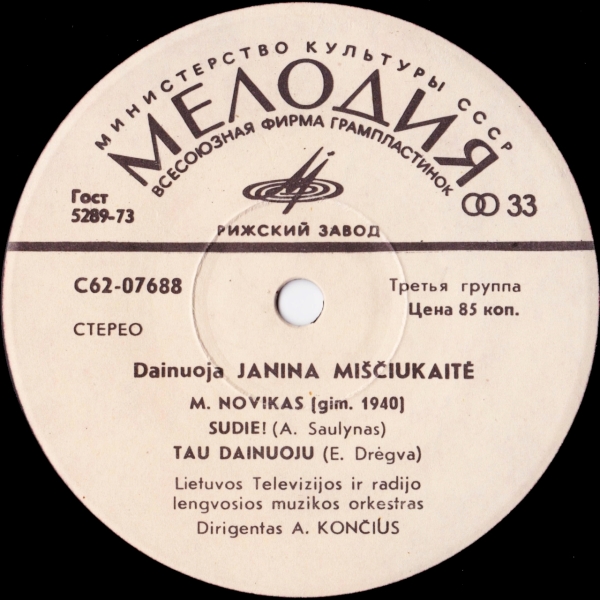 МИНИСТЕРСТВО КУЛЬТУРЫ СССР
МЕЛОДИЯ
ВСЕСОЮЗНАЯ ФИРМА ГРАМПЛАСТИНОК
Гост
5289-73
33
РИЖСКИЙ ЗАВОД
С62-07688
Третья группа
Цена 85 коп.
СТЕРЕО
Dainuoja JANINA MIŠČIUKAITĖ
M. NOVIKAS (gim. 1940)
SUDIE! (A. Saulynas)
TAU DAINUOJU (E. Drėgva)
Lietuvos Televizijos ir radijo
lengvosios muzikos orkestras
Dirigentas A. KONČIUS